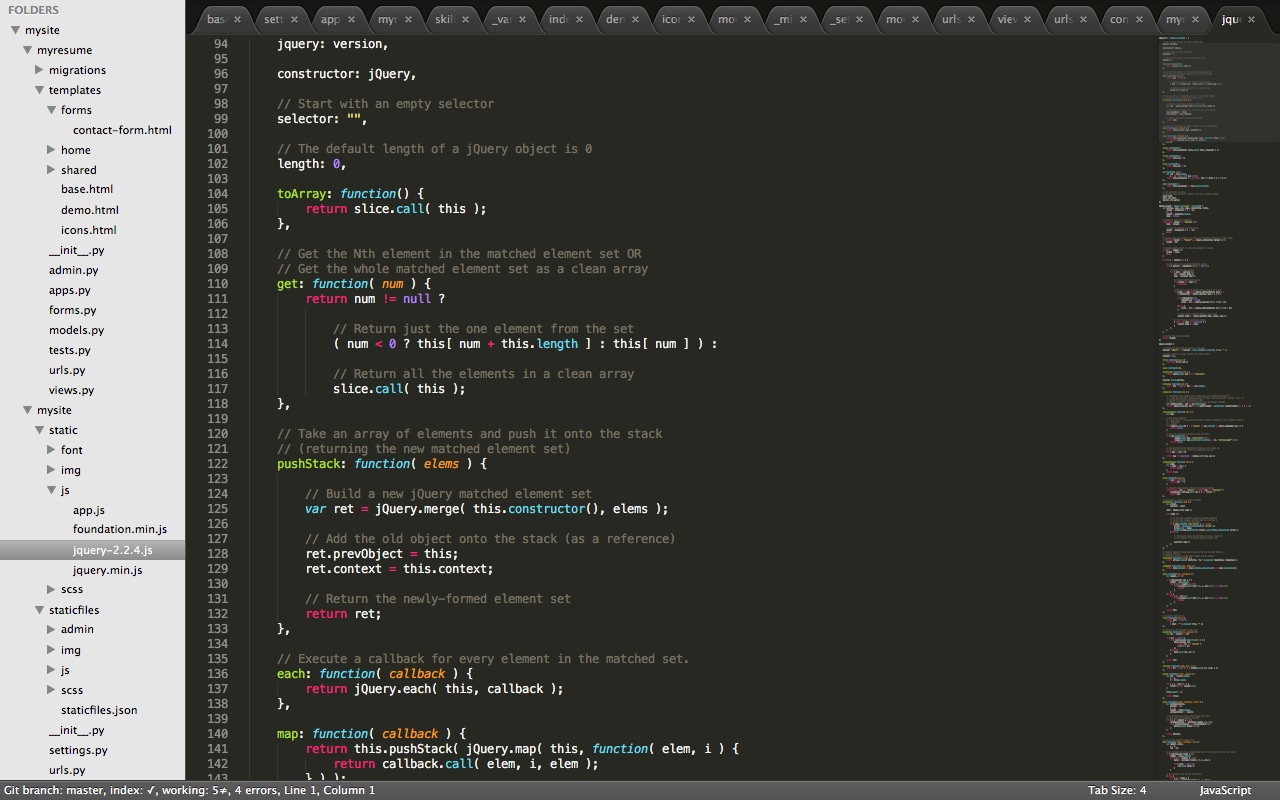 FOLDERS
mysite
myresume
migrations
templates
forms
contact-form.html
home
shared
base.html
demo.html
icons.html
__init__.py
admin.py
apps.py
forms.py
models.py
tests.py
urls.py
views.py
mysite
static
font
img
js
app.js
foundation.min.js
jquery-2.2.4.js
jquery.min.js
scss
staticfiles
admin
img
js
scss
staticfiles.json
__init__.py
settings.py
urls.py
bas × sett × app × myr × skill × _var × inde × den × icor × mo × _mi × _se × mo × urls × view × urls × con × myr × jqu ×
94 jquery: version,
95
96 constructor: jQuery,
97
98 // Start with an empty selector
99 selector: "",
100
101 // The default length of a jQuery object is 0
102 length: 0,
103
104 toArray: function() {
105 return slice.call( this );
106 },
107
108 // Get the Nth element in the matched element set OR
109 // Get the whole matched element set as a clean array
110 get: function( num ) {
111 return num != null ?
112
113 // Return just the one element from the set
114 ( num < 0 ? this[ num + this.length ] : this[ num ] ) :
115
116 // Return all the elements in a clean array
117 slice.call( this );
118 },
119
120 // Take an array of elements and push it onto the stack
121 // (returning the new matched element set)
122 pushStack: function( elems ) {
123
124 // Build a new jQuery matched element set
125 var ret = jQuery.merge( this.constructor(), elems );
126
127 // Add the old object onto the stack (as a reference)
128 ret.prevObject = this;
129 ret.context = this.context;
130
131 // Return the newly-formed element set
132 return ret;
133 },
134
135 // Execute a callback for every element in the matched set.
136 each: function( callback ) {
137 return jQuery.each( this, callback );
138 },
139
140 map: function( callback ) {
141 return this.pushStack( jQuery.map( this, function( elem, i ) {
142 return callback.call( elem, i, elem );
143 } ) );
Git branch: master, index: ✓, working: 5≠, 4 errors, Line 1, Column 1
Tab Size: 4
JavaScript